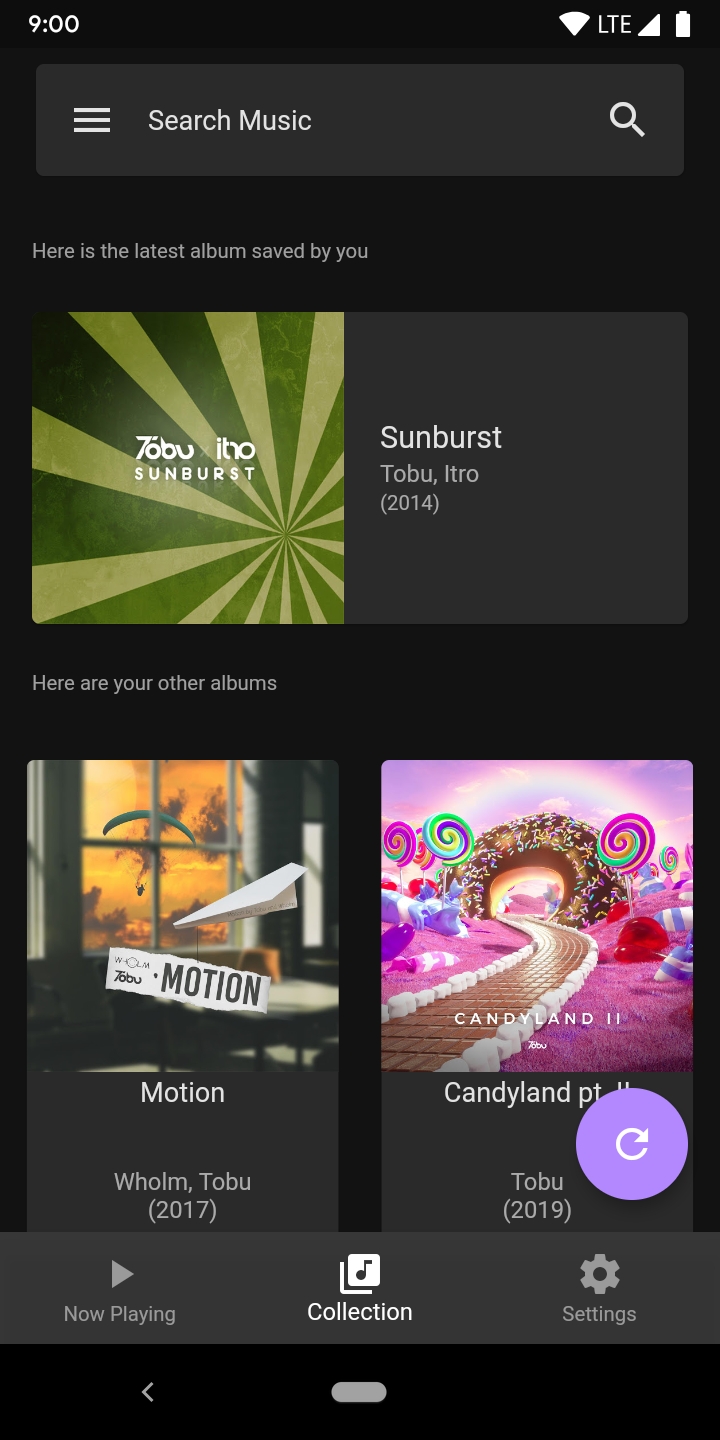 9:00
LTE
Search Music
Here is the latest album saved by you
Tobu x itro
SUNBURST
Sunburst
Tobu, Itro
(2014)
Here are your other albums
WHOLM
Tobu
·MOTION
CANDYLAND II
Tobu
Motion
Candyland pt. II
Wholm, Tobu
(2017)
Tobu
(2019)
Now Playing
Collection
Settings